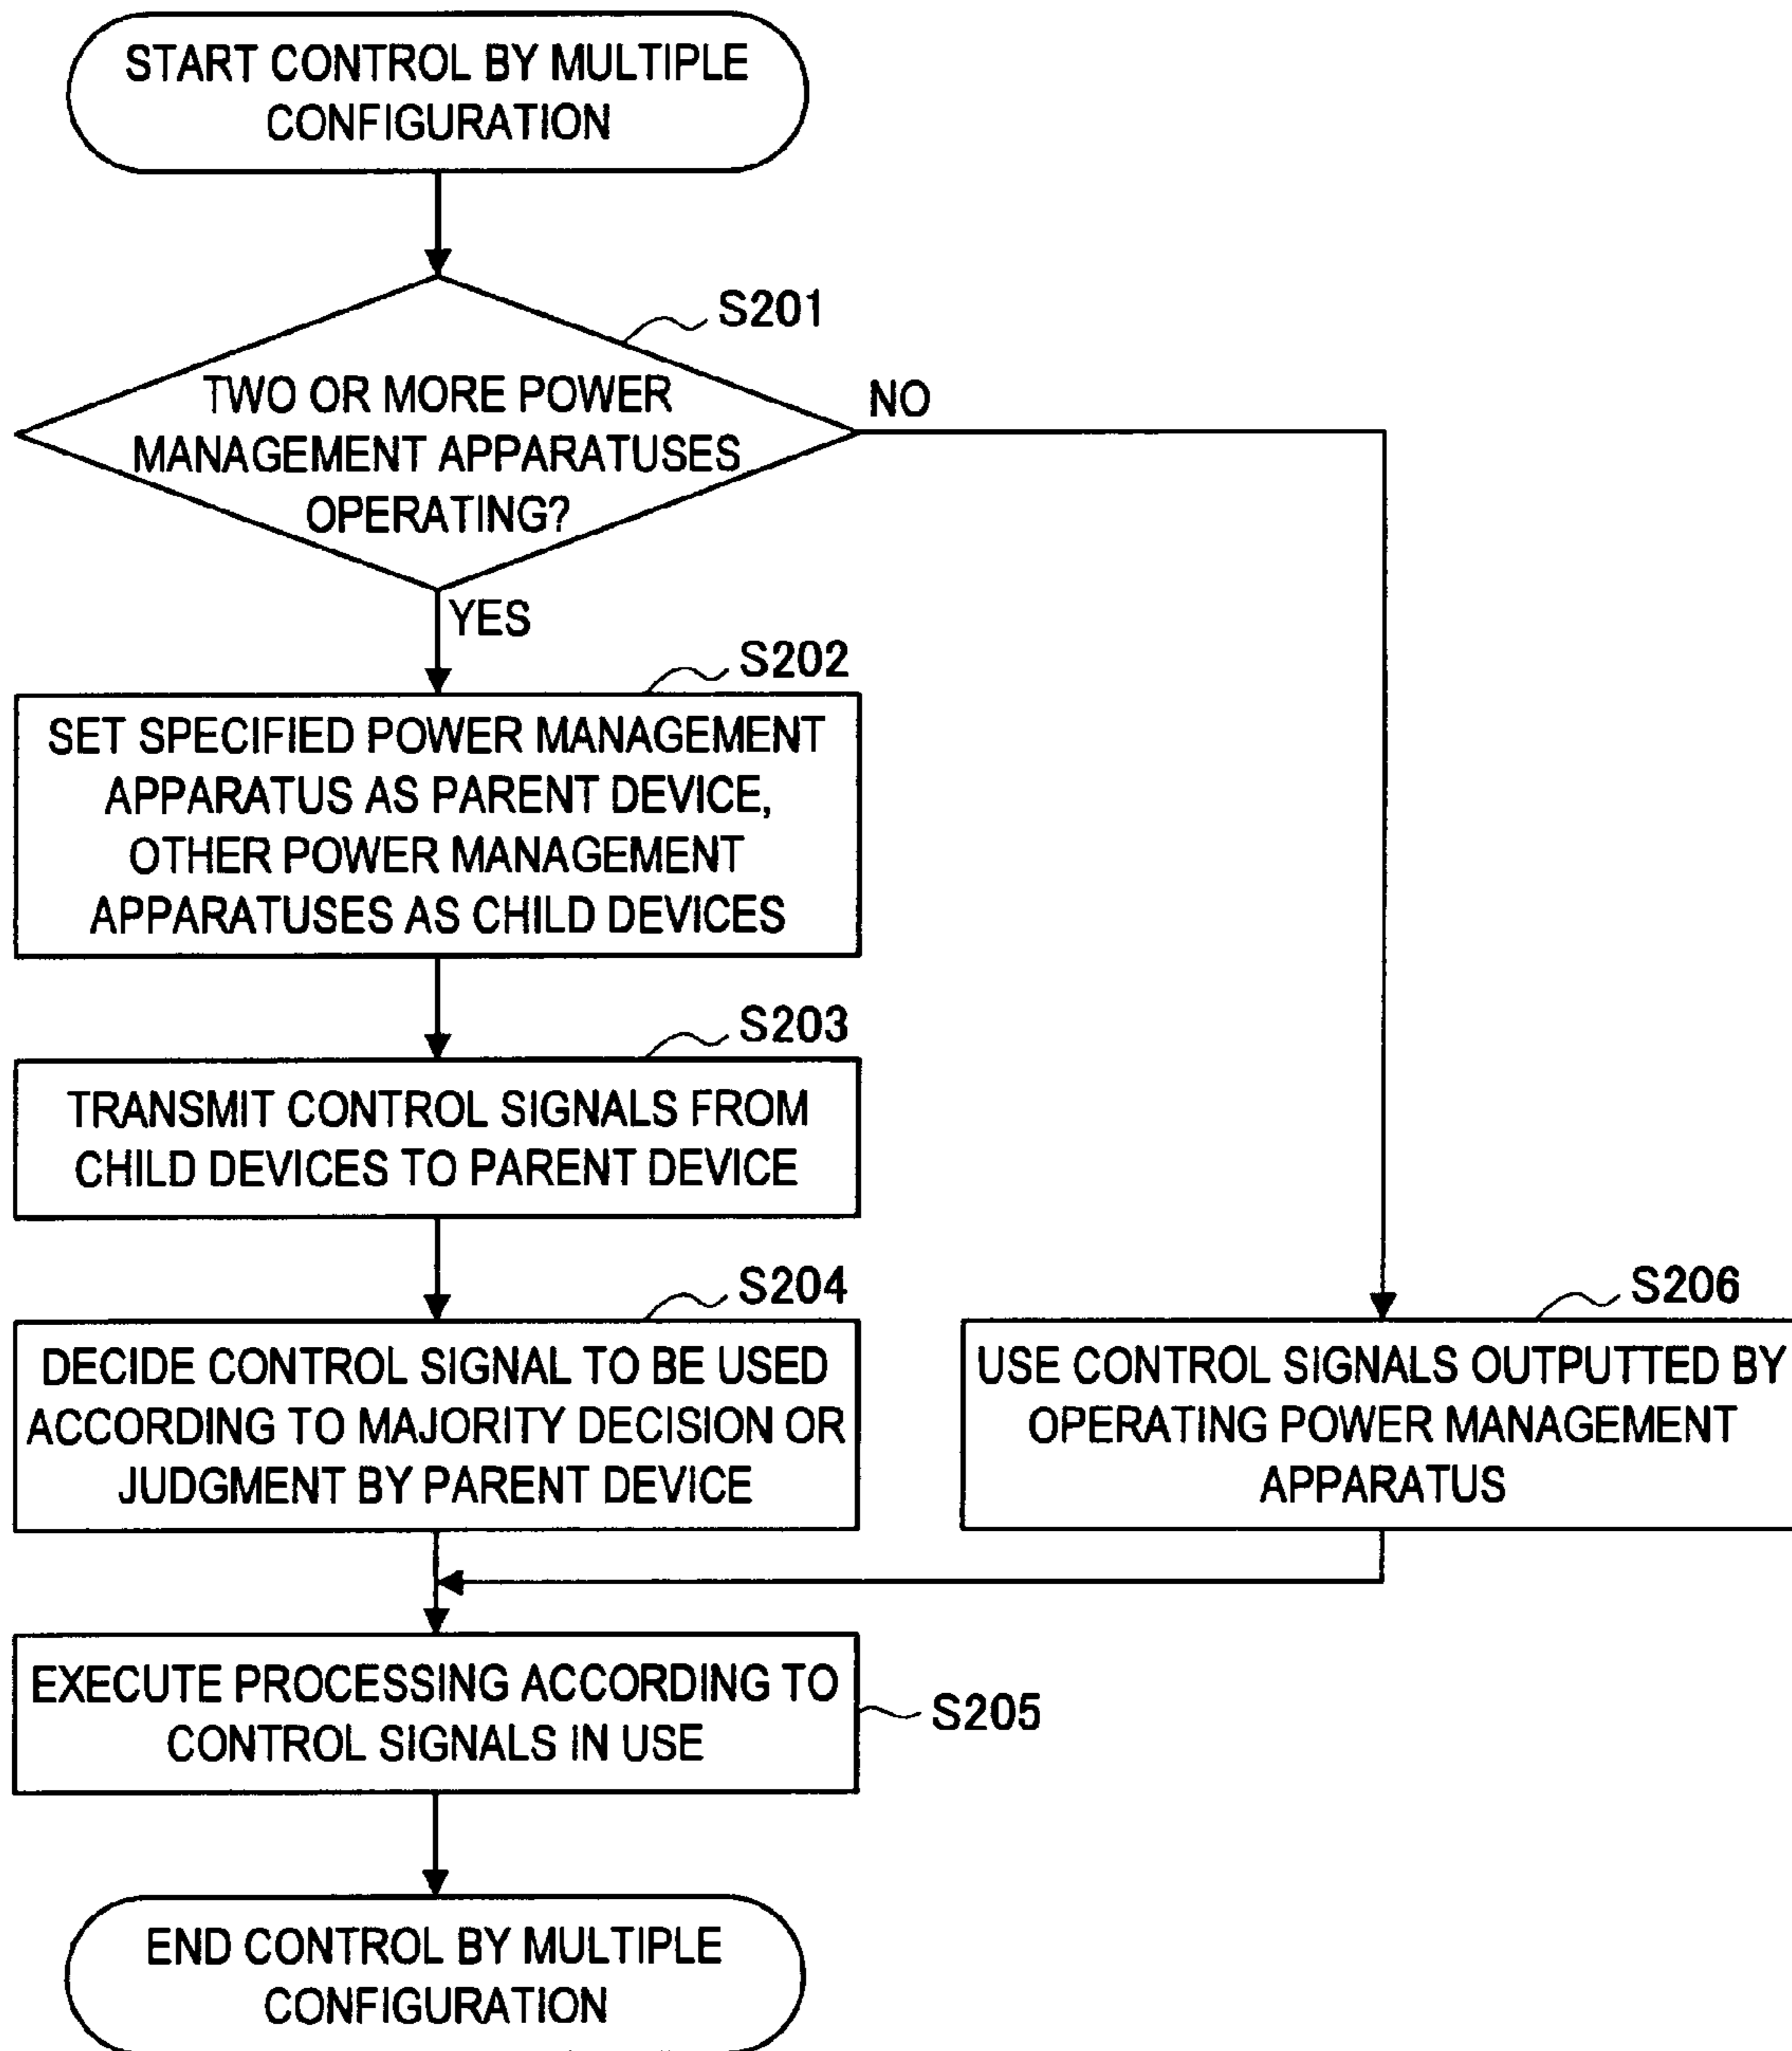 START CONTROL BY MULTIPLE
CONFIGURATION
S201
TWO OR MORE POWER
MANAGEMENT APPARATUSES
OPERATING?
NO
YES
S202
SET SPECIFIED POWER MANAGEMENT
APPARATUS AS PARENT DEVICE,
OTHER POWER MANAGEMENT
APPARATUSES AS CHILD DEVICES
S203
TRANSMIT CONTROL SIGNALS FROM
CHILD DEVICES TO PARENT DEVICE
S204
DECIDE CONTROL SIGNAL TO BE USED
ACCORDING TO MAJORITY DECISION OR
JUDGMENT BY PARENT DEVICE
S206
USE CONTROL SIGNALS OUTPUTTED BY
OPERATING POWER MANAGEMENT
APPARATUS
EXECUTE PROCESSING ACCORDING TO
CONTROL SIGNALS IN USE
S205
END CONTROL BY MULTIPLE
CONFIGURATION